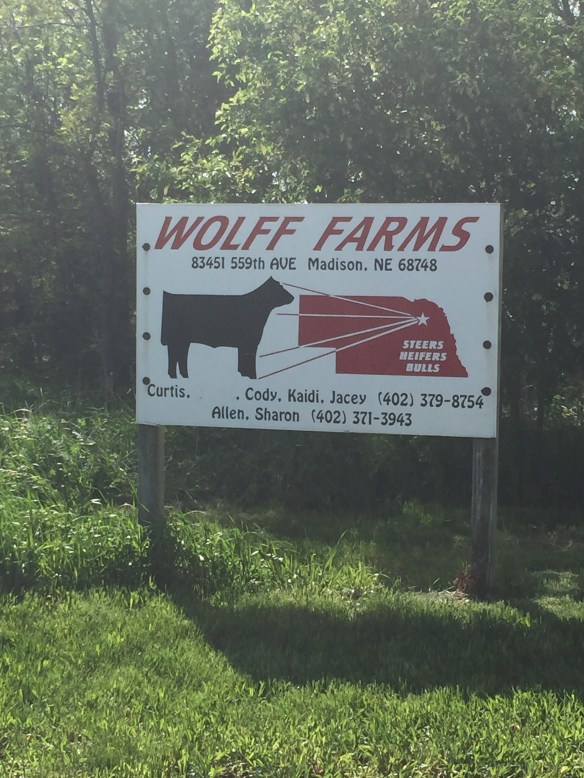 WOLFF FARMS
83451 559th AVE Madison, NE 68748
STEERS
HEIFERS
BULLS
Curtis, , Cody, Kaidi, Jacey (402) 379-8754
Allen, Sharon (402) 371-3943